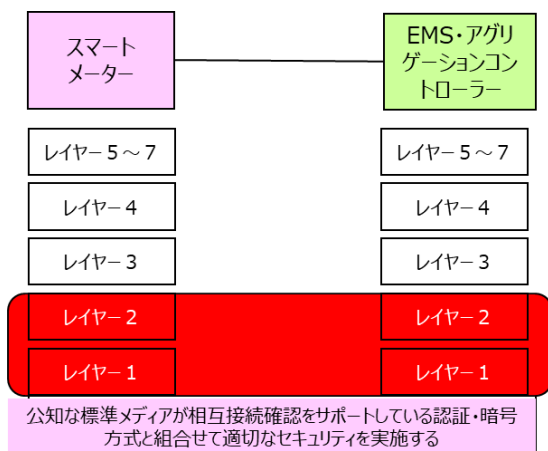 スマート
メーター
EMS・アグリ
ゲーションコント
ローラー
レイヤー５～７
レイヤー５～７
レイヤー４
レイヤー４
レイヤー３
レイヤー３
レイヤー２
レイヤー２
レイヤー１
レイヤー１
公知な標準メディアが相互接続確認をサポートしている認証・暗号
方式と組合せて適切なセキュリティを実施する